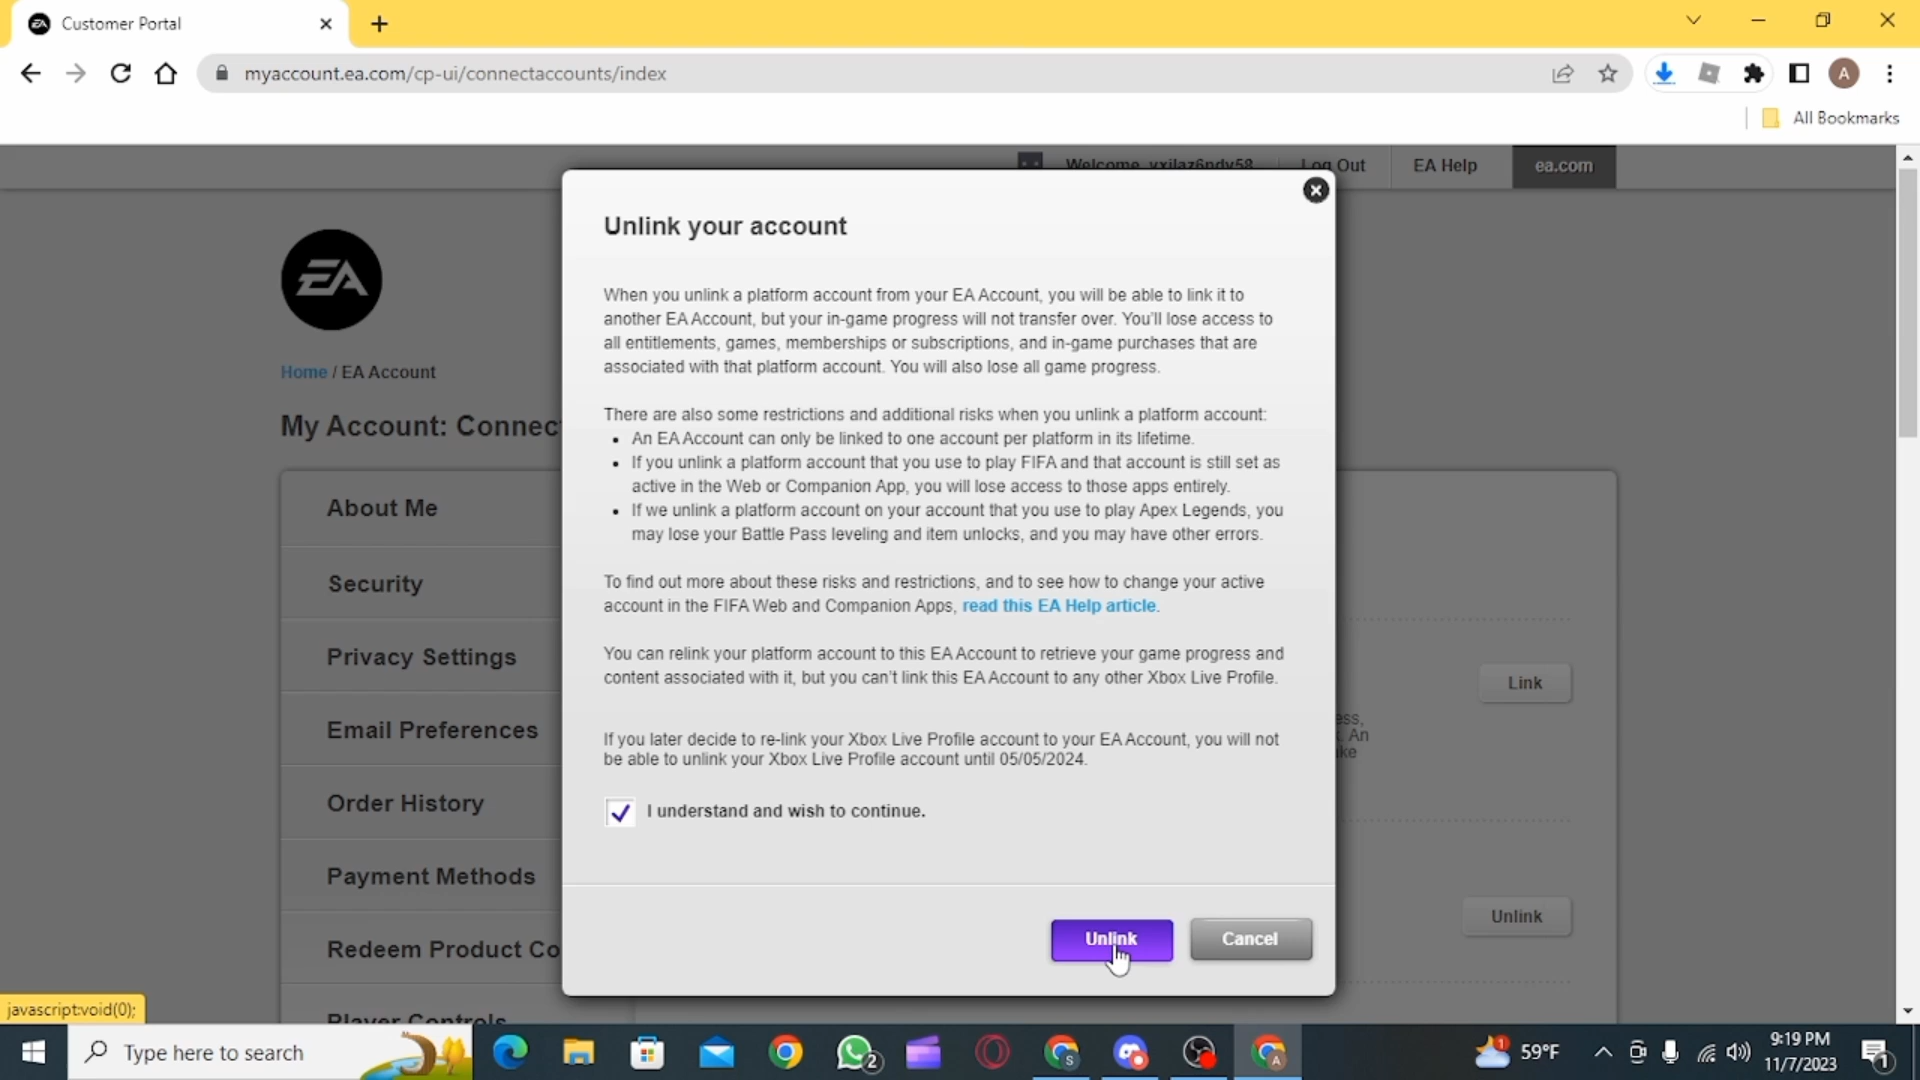 Customer Portal
myaccount.ea.com/cp-ui/connectaccounts/index
A
All Bookmarks
Welcome, Log Out EA Help ea.com
EA
Home / EA Account
My Account: Connec
About Me
Security
Privacy Settings
Email Preferences
Order History
Payment Methods
Redeem Product Co
Player Controls
Unlink your account
When you unlink a platform account from your EA Account, you will be able to link it to
another EA Account, but your in-game progress will not transfer over. You'll lose access to
all entitlements, games, memberships or subscriptions, and in-game purchases that are
associated with that platform account. You will also lose all game progress.
There are also some restrictions and additional risks when you unlink a platform account:
• An EA Account can only be linked to one account per platform in its lifetime.
• If you unlink a platform account that you use to play FIFA and that account is still set as
active in the Web or Companion App, you will lose access to those apps entirely.
• If we unlink a platform account on your account that you use to play Apex Legends, you
may lose your Battle Pass leveling and item unlocks, and you may have other errors.
To find out more about these risks and restrictions, and to see how to change your active
account in the FIFA Web and Companion Apps, read this EA Help article.
You can relink your platform account to this EA Account to retrieve your game progress and
content associated with it, but you can't link this EA Account to any other Xbox Live Profile.
If you later decide to re-link your Xbox Live Profile account to your EA Account, you will not
be able to unlink your Xbox Live Profile account until 05/05/2024.
I understand and wish to continue.
Unlink Cancel
Link
ess,
. An
ake
Unlink
javascript:void(0);
Type here to search
2
S
A
1
59°F
9:19 PM
11/7/2023
1